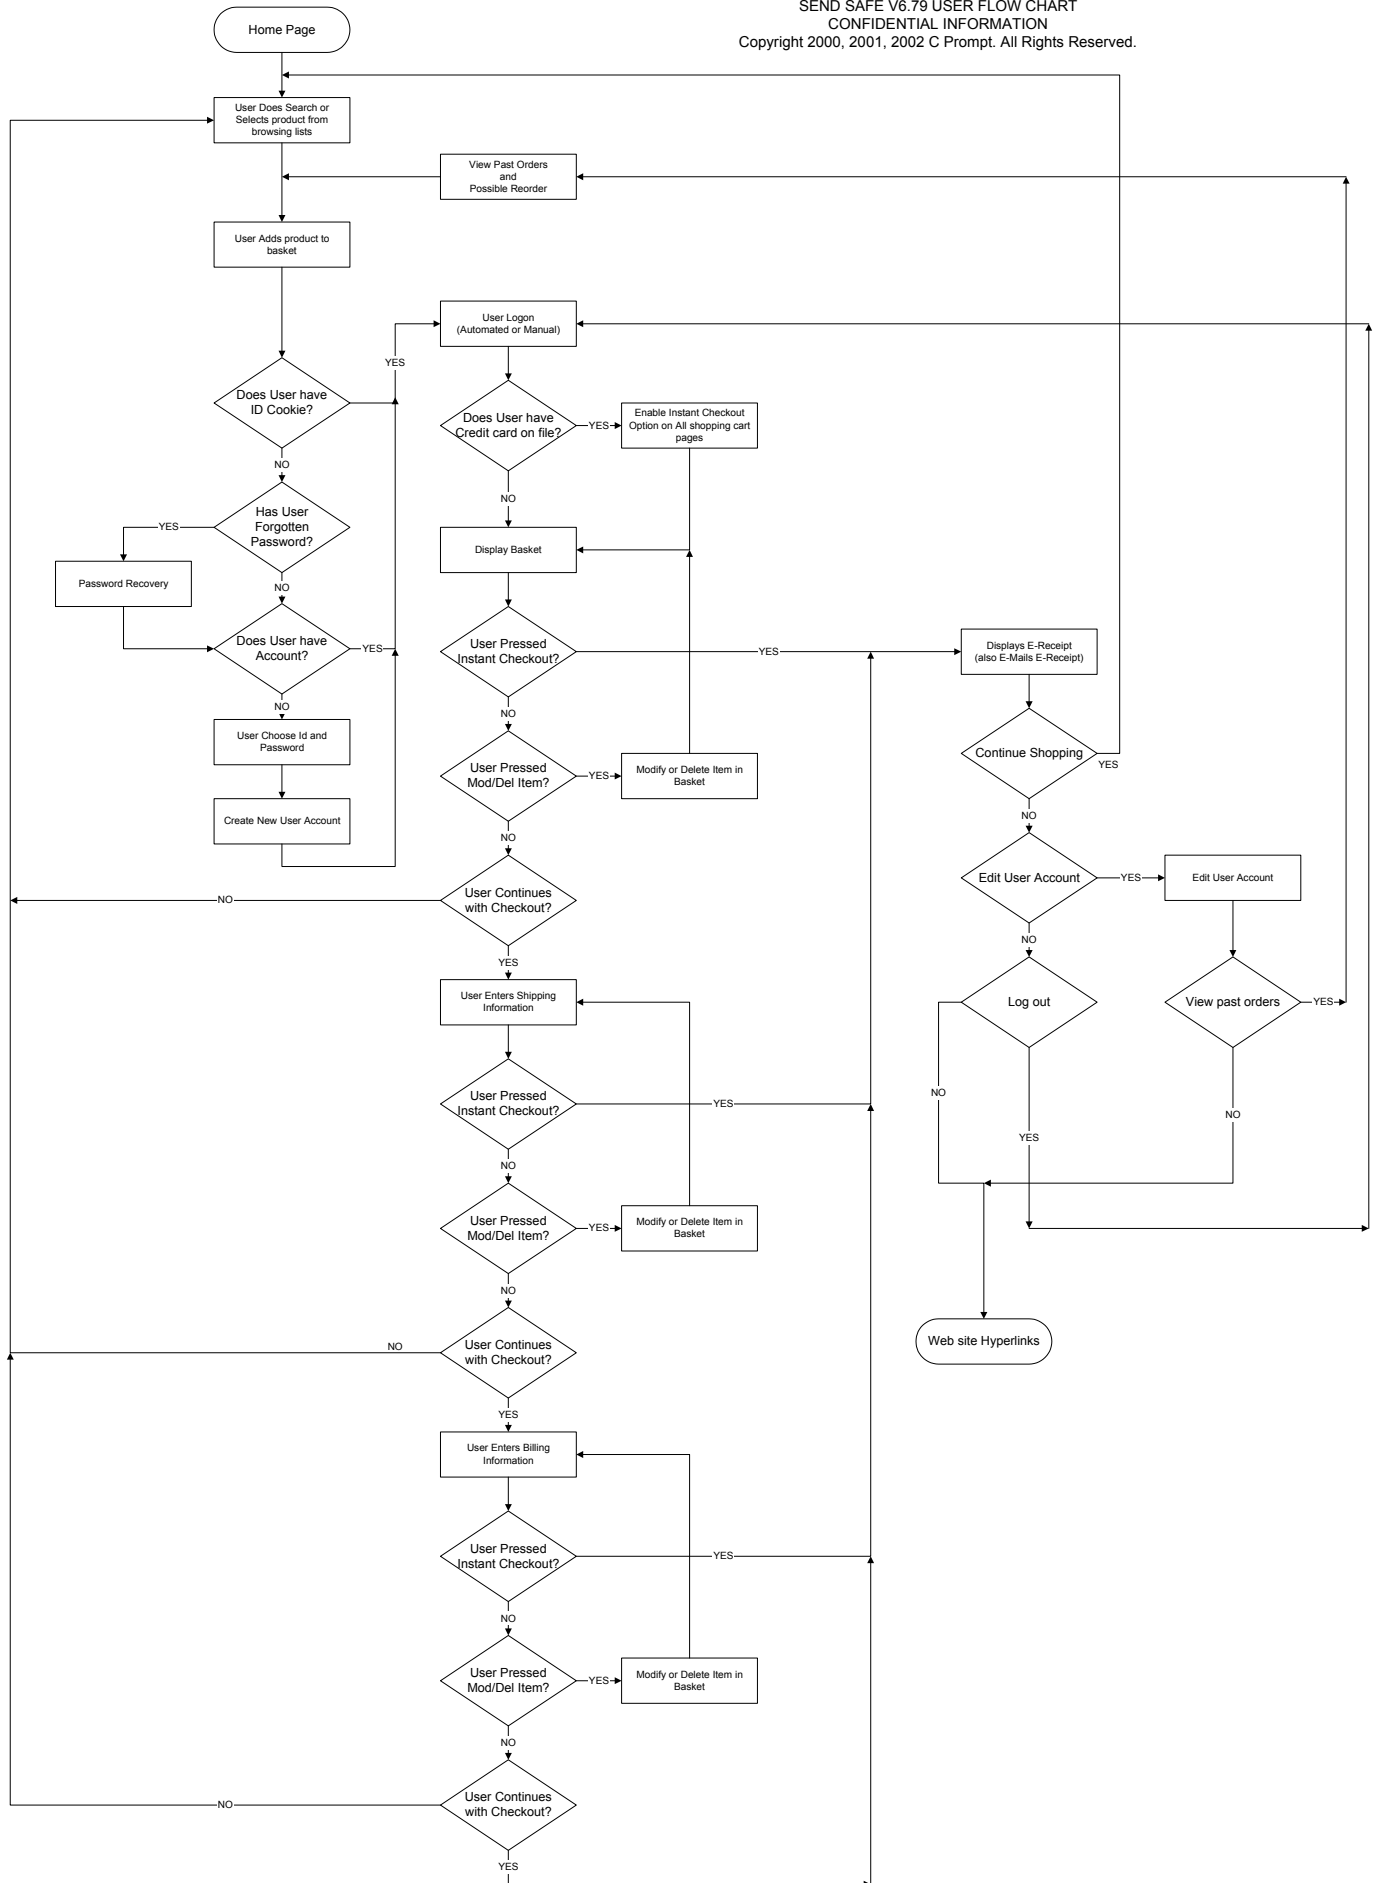 SEND SAFE V6.79 USER FLOW CHART
CONFIDENTIAL INFORMATION
Copyright 2000, 2001, 2002 C Prompt. All Rights Reserved.
Home Page
User Does Search or
Selects product from
browsing lists
View Past Orders
and
Possible Reorder
User Adds product to
basket
User Logon
(Automated or Manual)
YES
Does User have
ID Cookie?
Does User have
Credit card on file?
YES
Enable Instant Checkout
Option on All shopping cart
pages
NO
NO
Has User
Forgotten
Password?
YES
Display Basket
Password Recovery
NO
Does User have
Account?
YES
User Pressed
Instant Checkout?
YES
Displays E-Receipt
(also E-Mails E-Receipt)
NO
NO
User Choose Id and
Password
User Pressed
Mod/Del Item?
YES
Modify or Delete Item in
Basket
Continue Shopping
YES
Create New User Account
NO
NO
User Continues
with Checkout?
NO
Edit User Account
YES
Edit User Account
YES
NO
User Enters Shipping
Information
Log out
View past orders
YES
User Pressed
Instant Checkout?
YES
NO
NO
YES
NO
User Pressed
Mod/Del Item?
YES
Modify or Delete Item in
Basket
NO
User Continues
with Checkout?
NO
Web site Hyperlinks
YES
User Enters Billing
Information
User Pressed
Instant Checkout?
YES
NO
User Pressed
Mod/Del Item?
YES
Modify or Delete Item in
Basket
NO
User Continues
with Checkout?
NO
YES